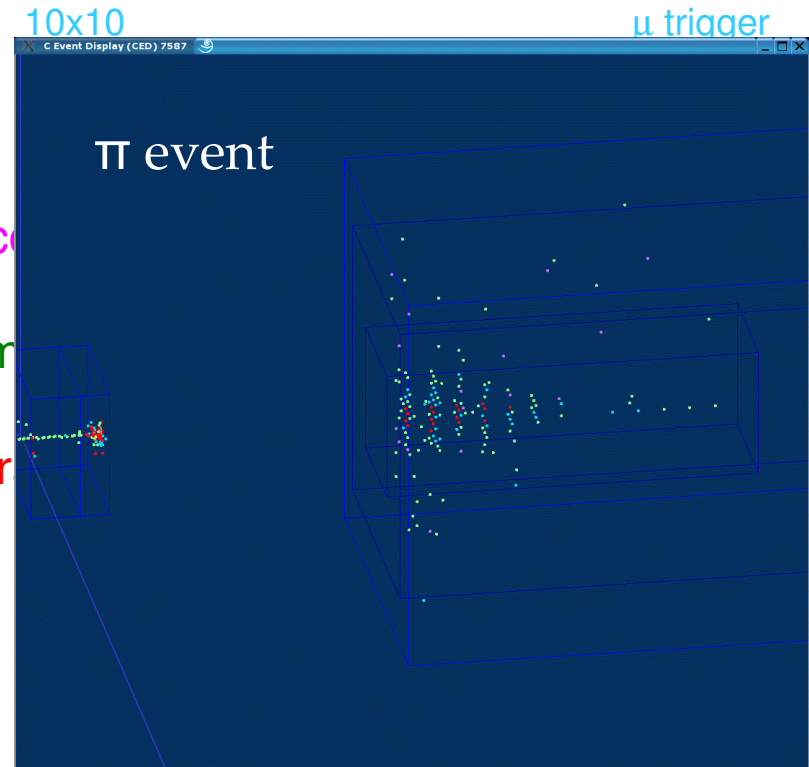 10x10 μ trigger
C Event Display (CED) 7587
π event